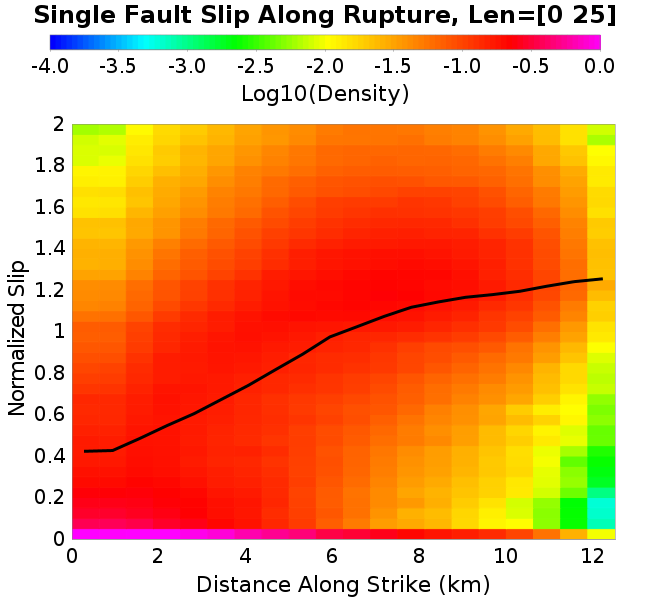 Single Fault Slip Along Rupture, Len=[0 25]
-4.0 -3.5 -3.0 -2.5 -2.0 -1.5 -1.0 -0.5 0.0
Log10(Density)
2
1.8
1.6
1.4
1.2
1
0.8
0.6
0.4
0.2
0
Normalized Slip
0 2 4 6 8 10 12
Distance Along Strike (km)